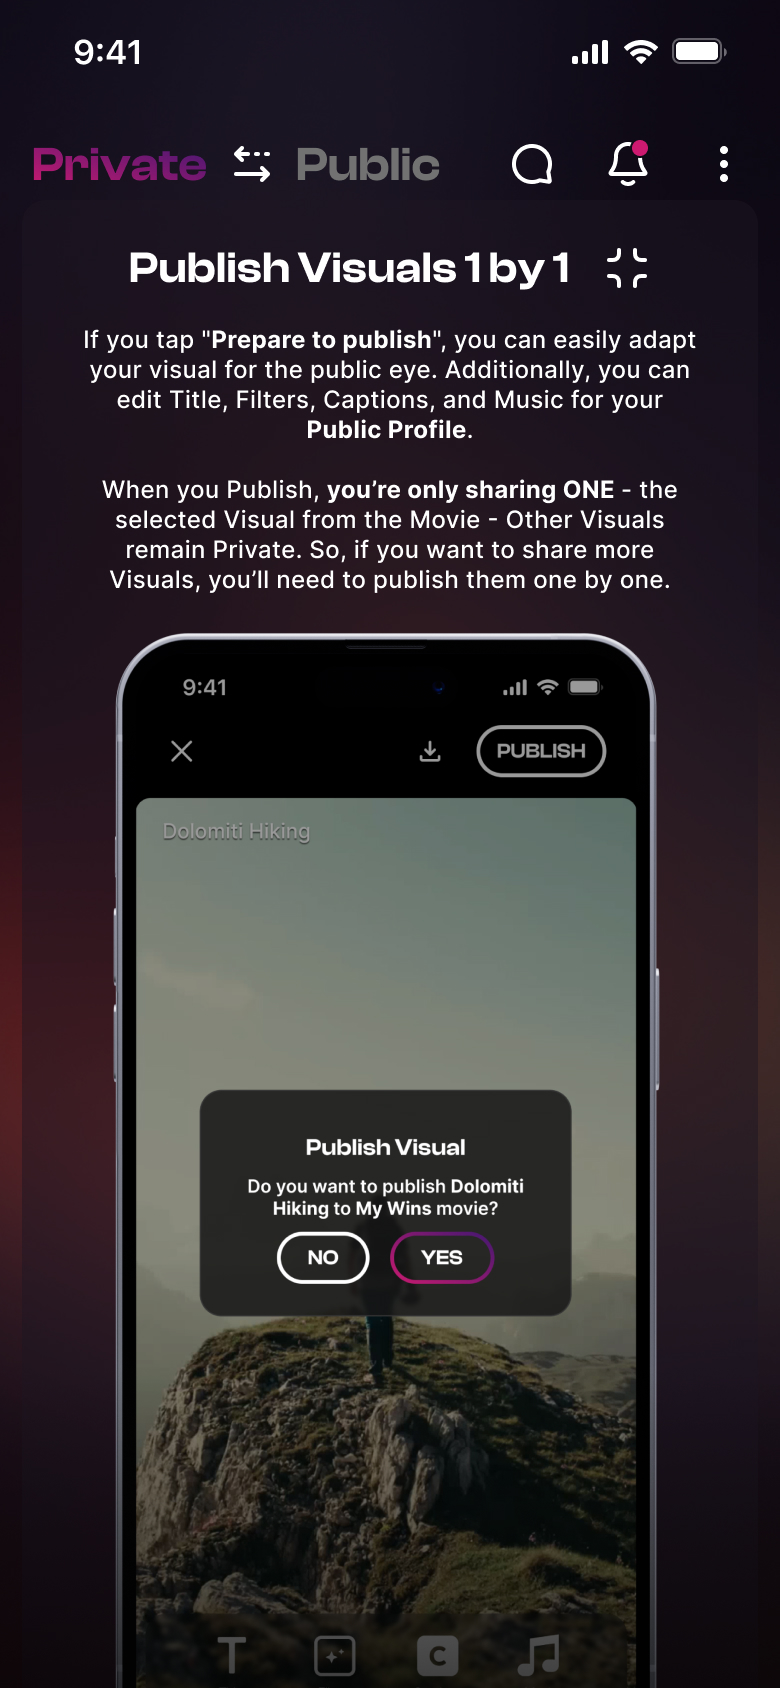 9:41
Private Public
Publish Visuals 1 by 1
If you tap "Prepare to publish", you can easily adapt
your visual for the public eye. Additionally, you can
edit Title, Filters, Captions, and Music for your
Public Profile.
When you Publish, you’re only sharing ONE - the
selected Visual from the Movie - Other Visuals
remain Private. So, if you want to share more
Visuals, you’ll need to publish them one by one.
9:41
PUBLISH
Dolomiti Hiking
Publish Visual
Do you want to publish Dolomiti
Hiking to My Wins movie?
NO YES
T C